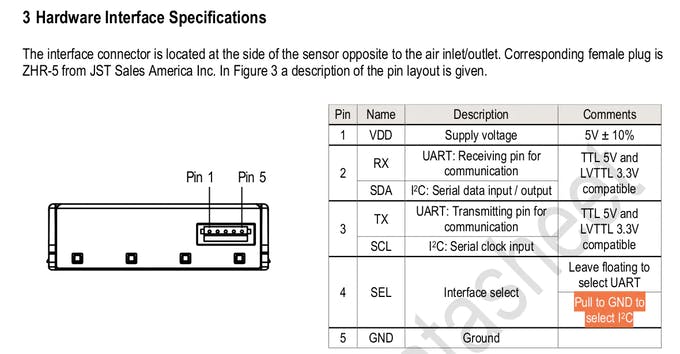 3 Hardware Interface Specifications
The interface connector is located at the side of the sensor opposite to the air inlet/outlet. Corresponding female plug is
ZHR-5 from JST Sales America Inc. In Figure 3 a description of the pin layout is given.
Pin 1 Pin 5
Pin Name Description Comments
1 VDD Supply voltage 5V ± 10%
2 RX UART: Receiving pin for
communication
TTL 5V and
LVTTL 3.3V
compatible
SDA I²C: Serial data input / output
3 TX UART: Transmitting pin for
communication
TTL 5V and
LVTTL 3.3V
compatible
SCL I²C: Serial clock input
4 SEL Interface select Leave floating to
select UART
Pull to GND to
select I²C
5 GND Ground
atasheet